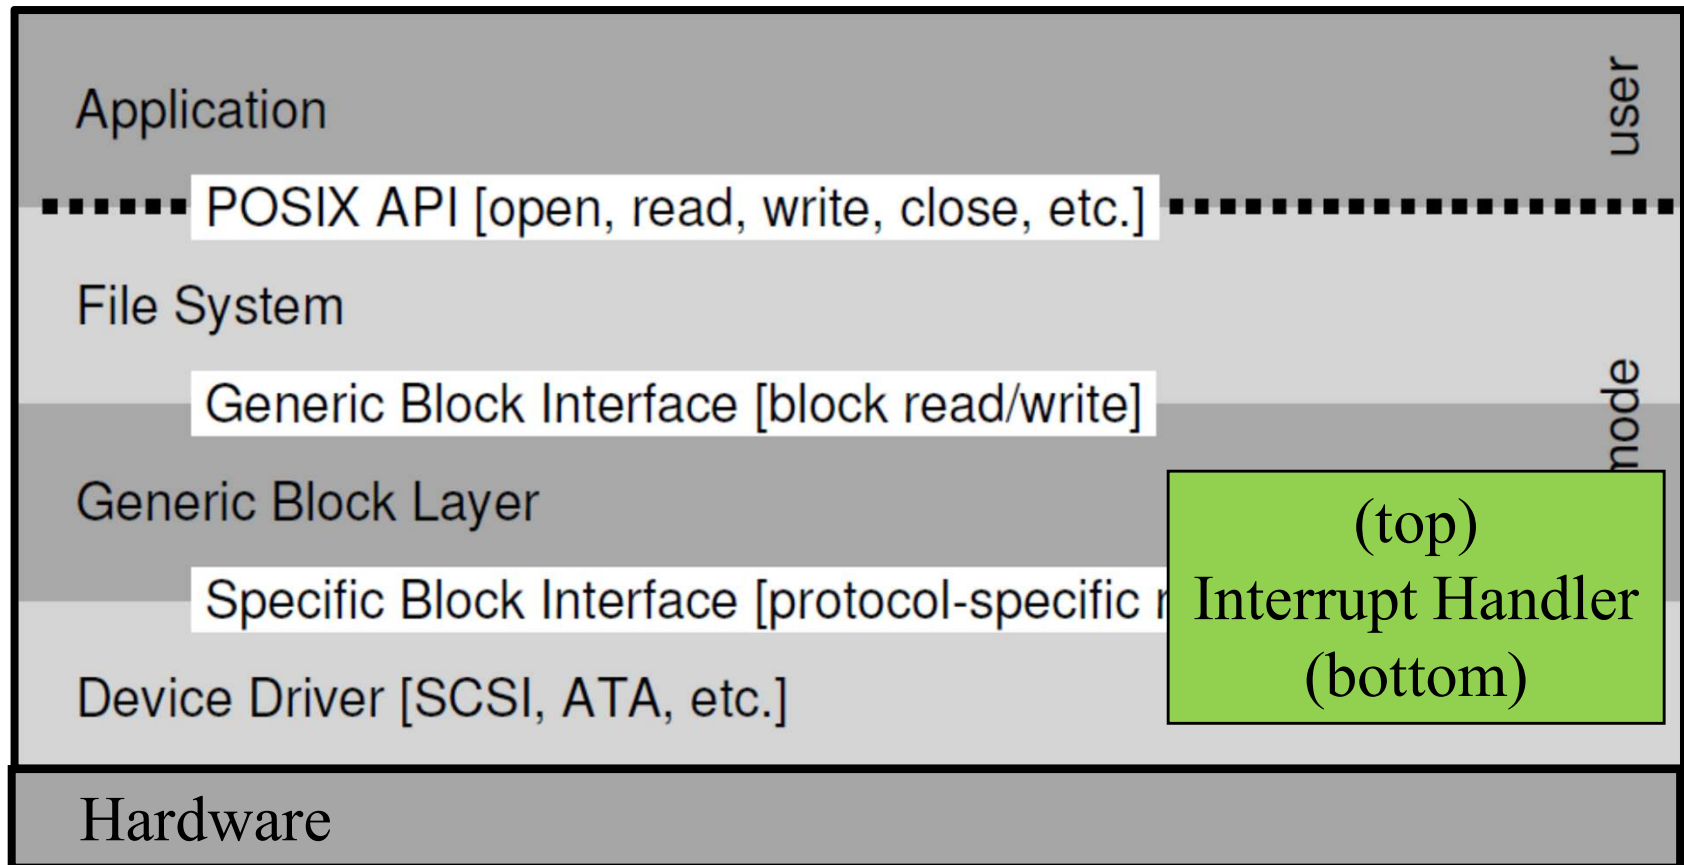 Application
user
POSIX API [open, read, write, close, etc.]
File System
Generic Block Interface [block read/write]
mode
Generic Block Layer
Specific Block Interface [protocol-specific
(top)
Interrupt Handler
(bottom)
Device Driver [SCSI, ATA, etc.]
Hardware